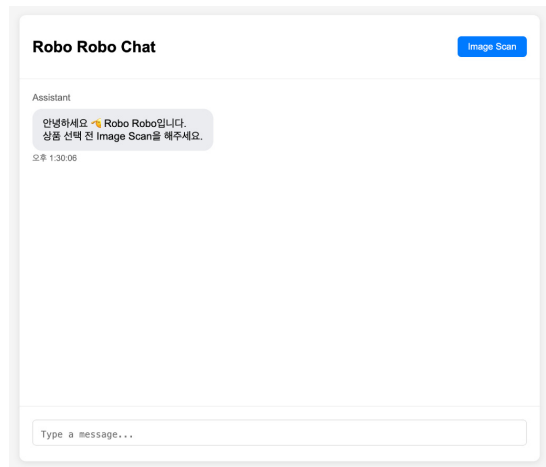 Robo Robo Chat
Image Scan
Assistant
안녕하세요 🦾 Robo Robo입니다.
상품 선택 전 Image Scan을 해주세요.
오후 1:30:06
Type a message...